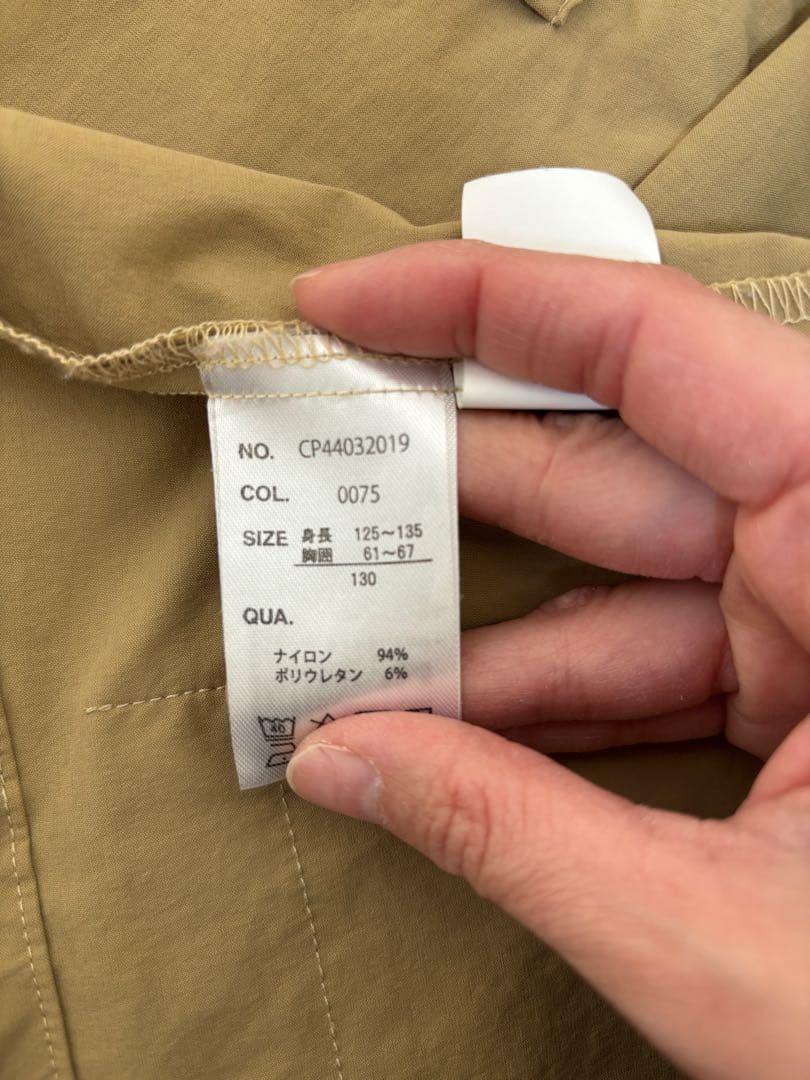 NO. CP44032019
COL. 0075
SIZE 身長 125～135
胸囲 61～67
130
QUA.
ナイロン 94%
ポリウレタン 6%
40